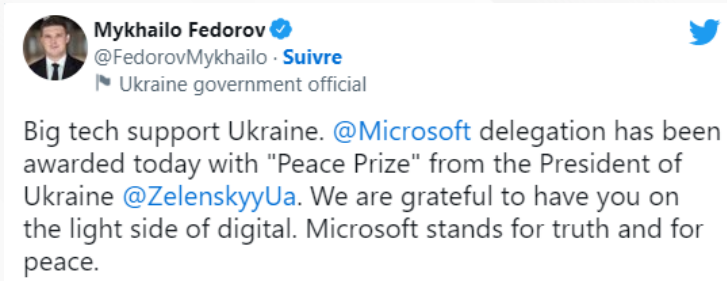 Mykhailo Fedorov
@FedorovMykhailo · Suivre
Ukraine government official
Big tech support Ukraine. @Microsoft delegation has been
awarded today with "Peace Prize" from the President of
Ukraine @ZelenskyyUa. We are grateful to have you on
the light side of digital. Microsoft stands for truth and for
peace.